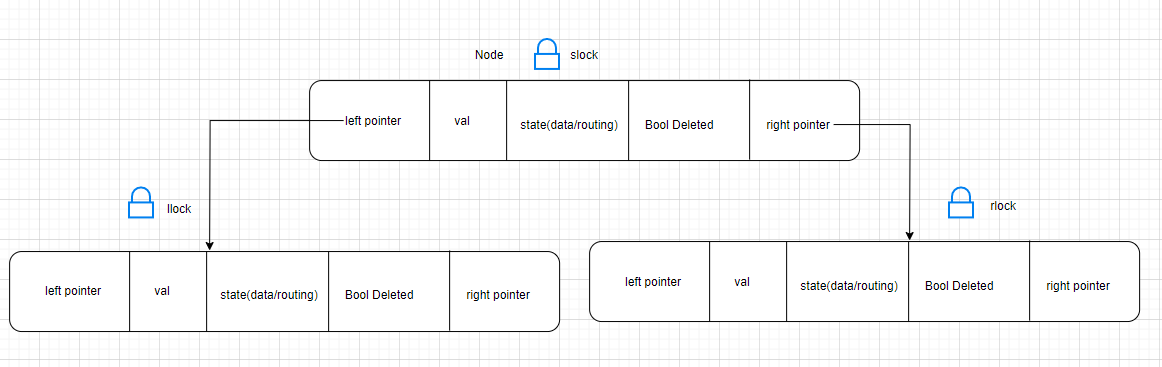 Node
slock
left pointer
val
state(data/routing)
Bool Deleted
right pointer
llock
rlock
left pointer
val
state(data/routing)
Bool Deleted
right pointer
left pointer
val
state(data/routing)
Bool Deleted
right pointer